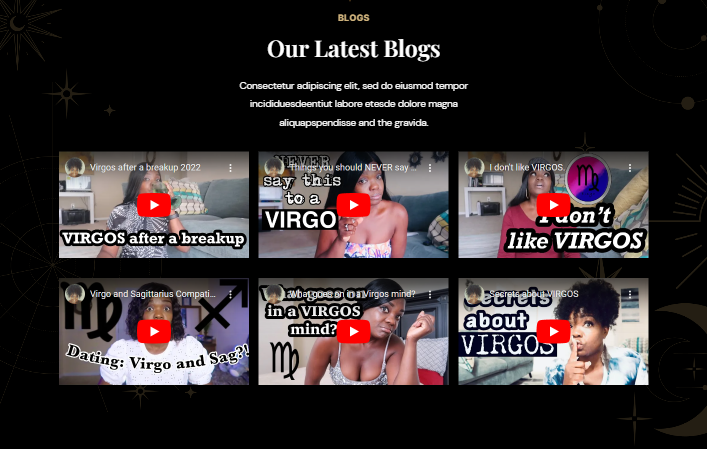 BLOGS
Our Latest Blogs
Consectetur adipiscing elit, sed do eiusmod tempor
incididuesdeentiut labore etesde dolore magna
aliquapspendisse and the gravida.
Virgos after a breakup 2022
VIRGOS after a breakup
Things you should NEVER say ...
NEVER
say this
to a
VIRGO
I don't like VIRGOS...
I don't
like VIRGOS
Virgo and Sagittarius Compati...
Dating: Virgo and Sag?!
What goes on in a Virgos mind?
in a VIRGOS
mind?
Secrets about VIRGOS
Secrets
about
VIRGOS